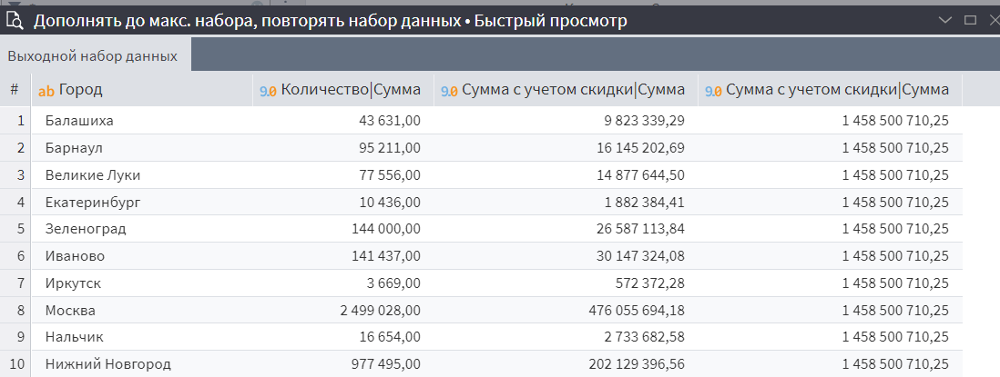 Дополнять до макс. набора, повторять набор данных • Быстрый просмотр
Выходной набор данных
# ab Город 9.0 Количество|Сумма 9.0 Сумма с учетом скидки|Сумма 9.0 Сумма с учетом скидки|Сумма
1 Балашиха 43 631,00 9 823 339,29 1 458 500 710,25
2 Барнаул 95 211,00 16 145 202,69 1 458 500 710,25
3 Великие Луки 77 556,00 14 877 644,50 1 458 500 710,25
4 Екатеринбург 10 436,00 1 882 384,41 1 458 500 710,25
5 Зеленоград 144 000,00 26 587 113,84 1 458 500 710,25
6 Иваново 141 437,00 30 147 324,08 1 458 500 710,25
7 Иркутск 3 669,00 572 372,28 1 458 500 710,25
8 Москва 2 499 028,00 476 055 694,18 1 458 500 710,25
9 Нальчик 16 654,00 2 733 682,58 1 458 500 710,25
10 Нижний Новгород 977 495,00 202 129 396,56 1 458 500 710,25